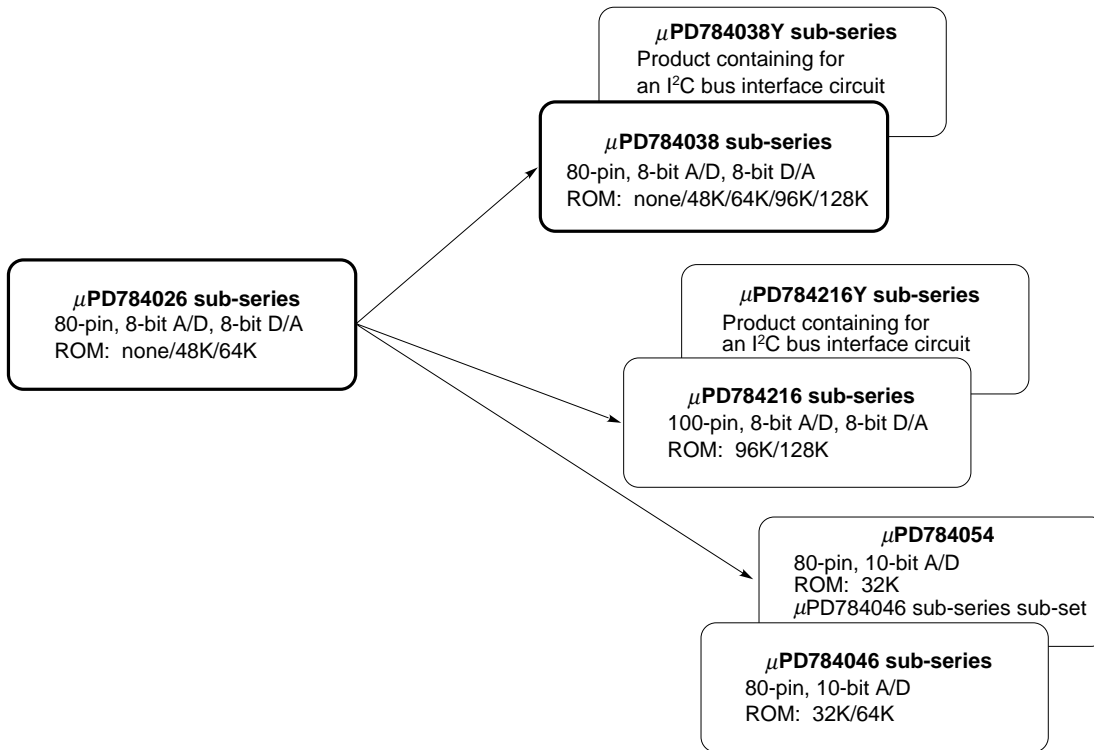 μPD784038Y sub-series
Product containing for
an I²C bus interface circuit
μPD784038 sub-series
80-pin, 8-bit A/D, 8-bit D/A
ROM: none/48K/64K/96K/128K
μPD784026 sub-series
80-pin, 8-bit A/D, 8-bit D/A
ROM: none/48K/64K
μPD784216Y sub-series
Product containing for
an I²C bus interface circuit
μPD784216 sub-series
100-pin, 8-bit A/D, 8-bit D/A
ROM: 96K/128K
μPD784054
80-pin, 10-bit A/D
ROM: 32K
μPD784046 sub-series sub-set
μPD784046 sub-series
80-pin, 10-bit A/D
ROM: 32K/64K